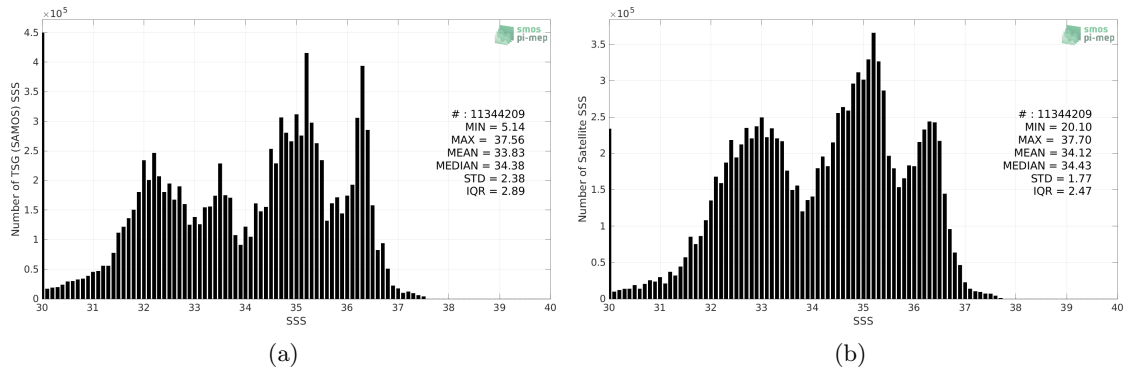 ×10⁵
4.5
4
3.5
3
2.5
2
1.5
1
0.5
0
Number of TSG (SAMOS) SSS
30 31 32 33 34 35 36 37 38 39 40
SSS
smos
pi-mep
# : 11344209
MIN = 5.14
MAX = 37.56
MEAN = 33.83
MEDIAN = 34.38
STD = 2.38
IQR = 2.89
(a)
×10⁵
3.5
3
2.5
2
1.5
1
0.5
0
Number of Satellite SSS
30 31 32 33 34 35 36 37 38 39 40
SSS
smos
pi-mep
# : 11344209
MIN = 20.10
MAX = 37.70
MEAN = 34.12
MEDIAN = 34.43
STD = 1.77
IQR = 2.47
(b)